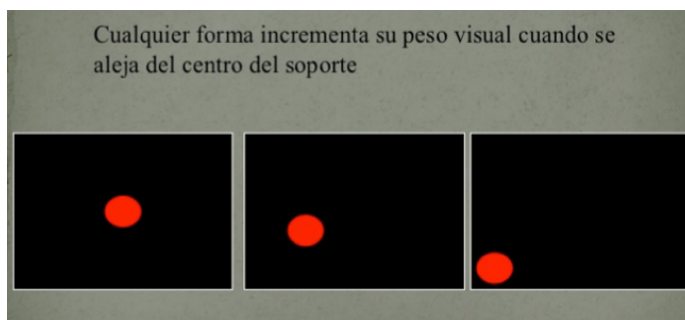 Cualquier forma incrementa su peso visual cuando se
aleja del centro del soporte